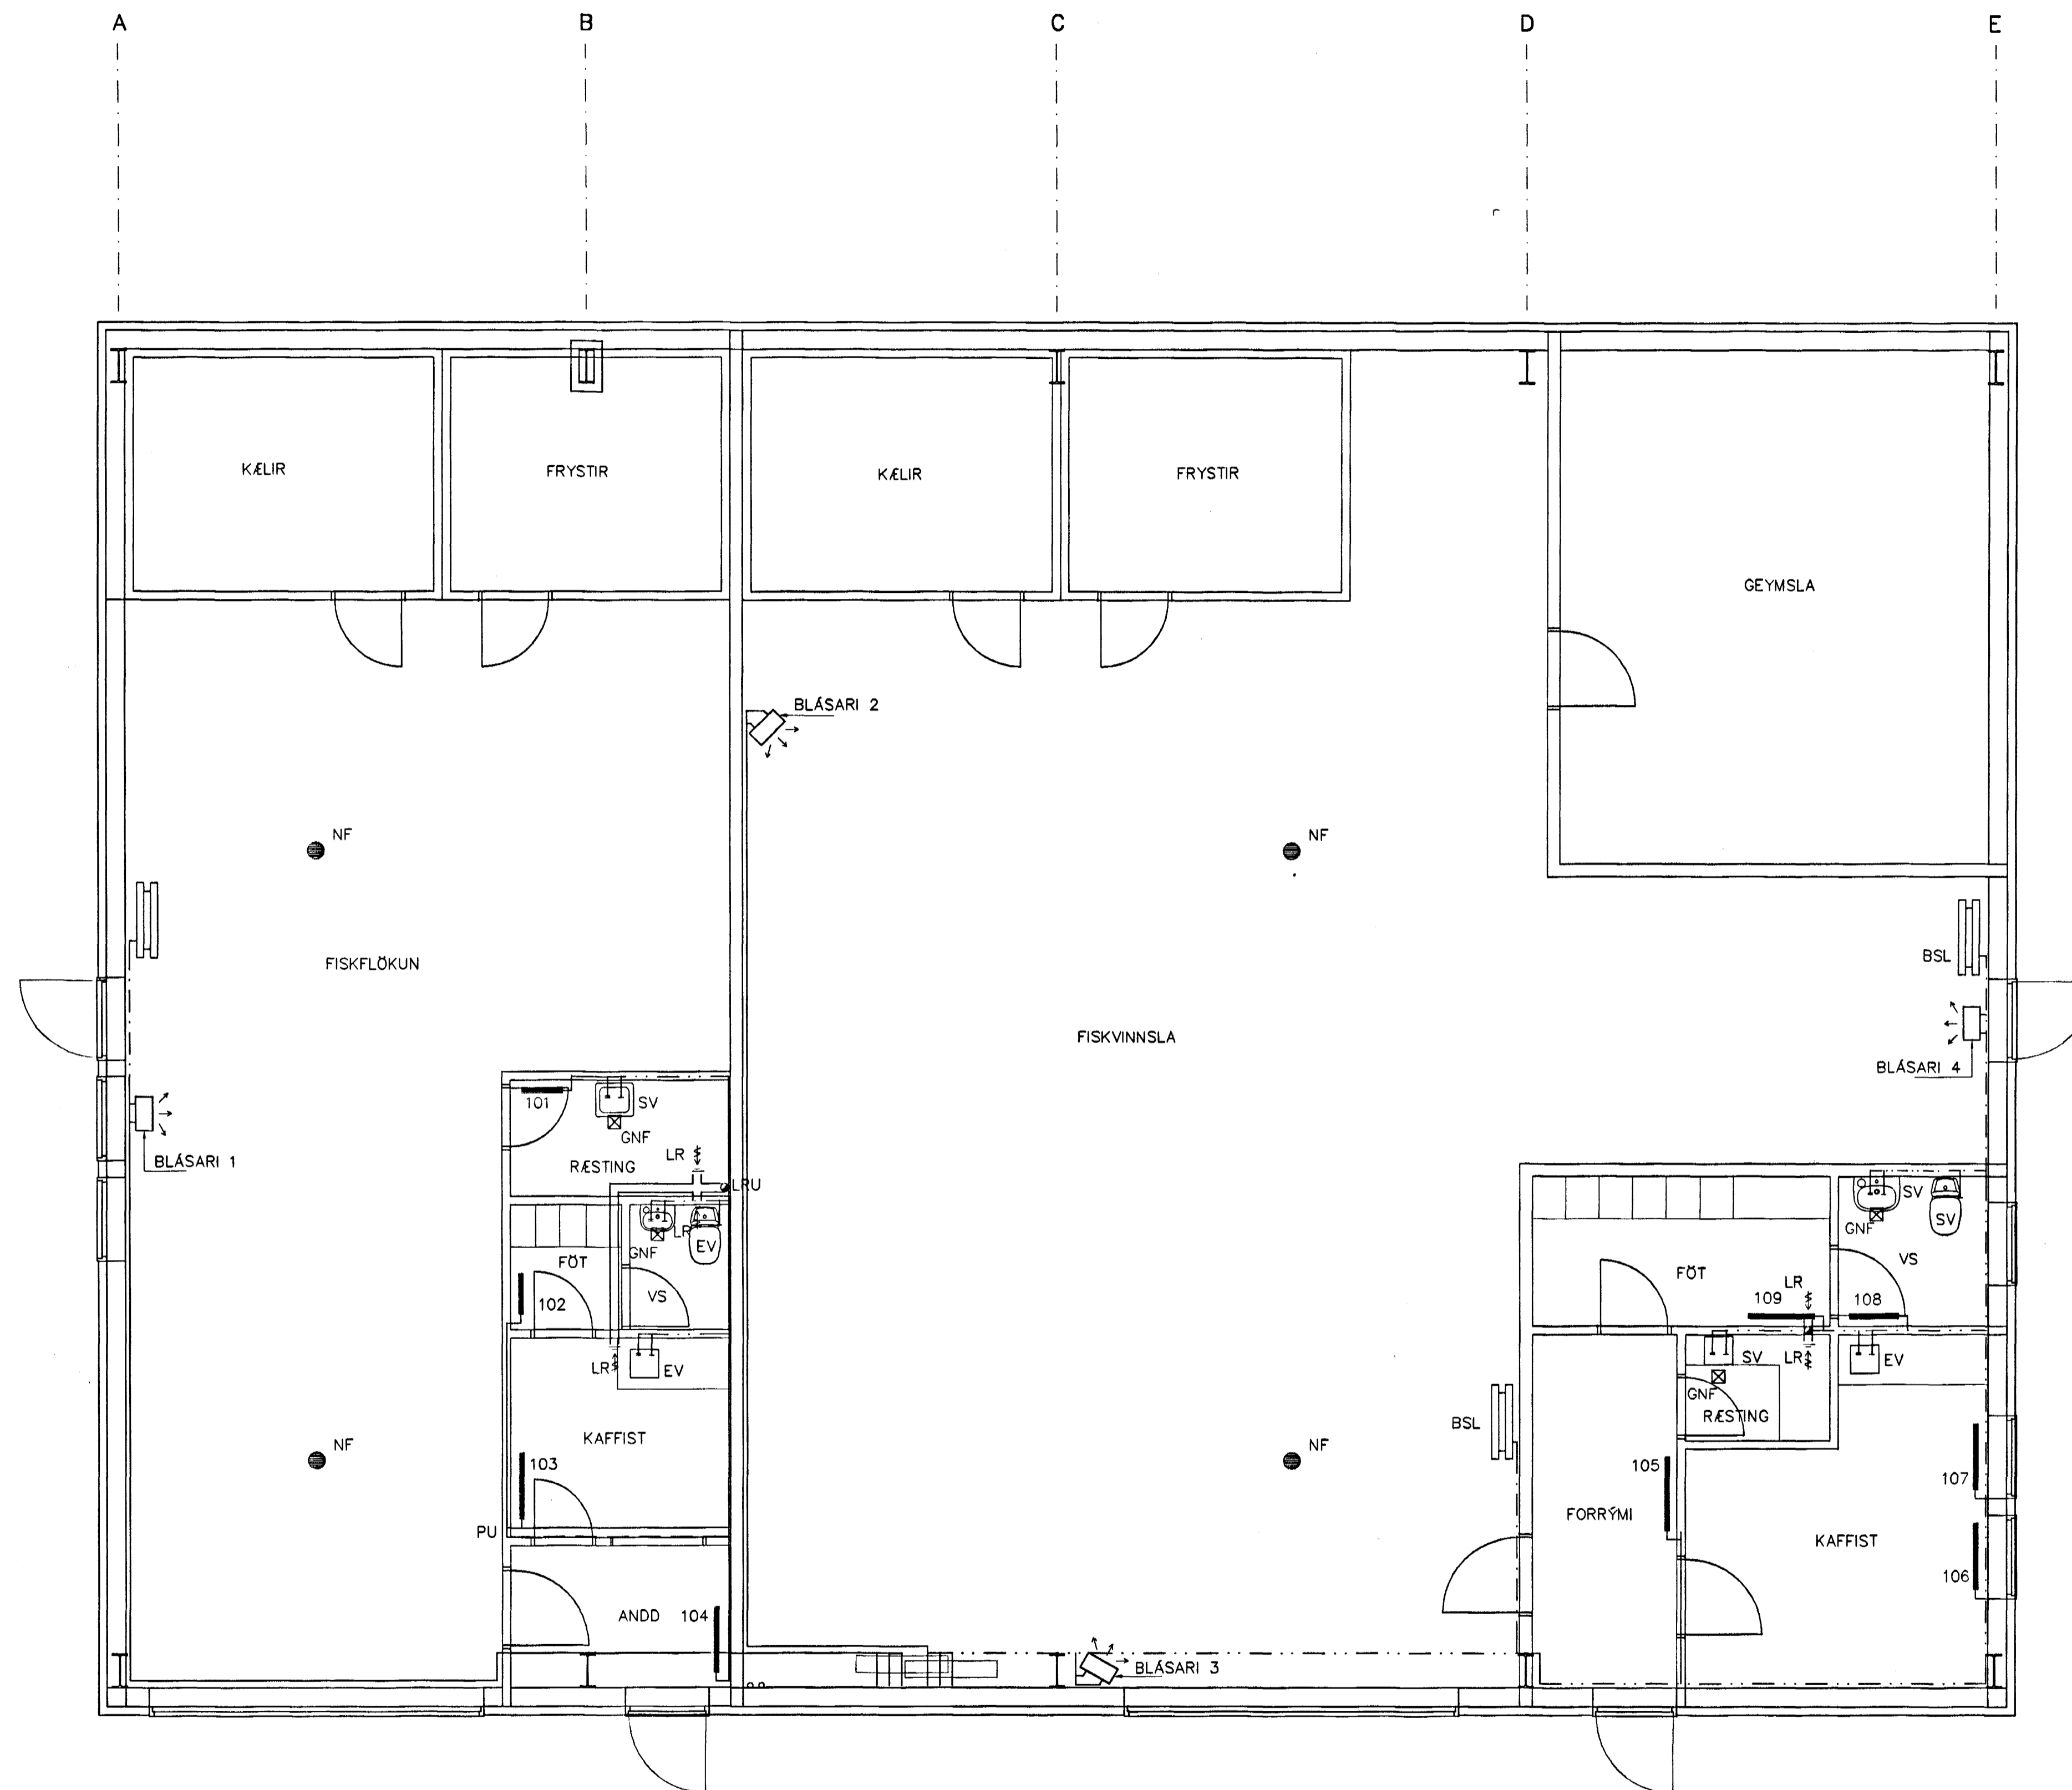 A B C D E
KÆLIR
FRYSTIR
KÆLIR
FRYSTIR
GEYMSLA
BLÁSARI 2
NF
NF
FISKFLÖKUN
BSL
FISKVINNSLA
BLÁSARI 4
101
SV
GNF
BLÁSARI 1
LR
RÆSTING
LRU
SV
SV
GNF
LR
EV
GNF
FÖT
VS
FÖT
LR
VS
102
109
108
LR
EV
SV
LR
EV
GNF
RÆSTING
BSL
KAFFIST
NF
NF
103
105
107
FORRÝMI
PU
KAFFIST
106
ANDD
104
BLÁSARI 3